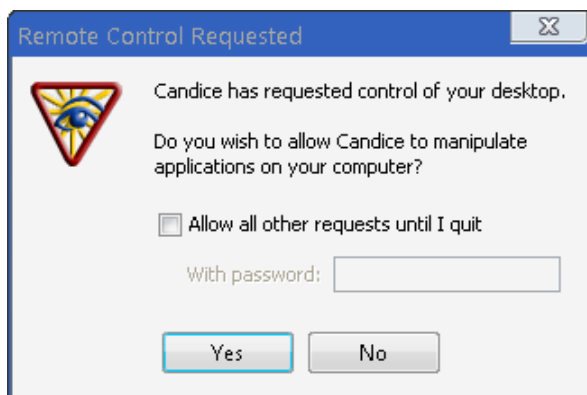 Remote Control Requested
Candice has requested control of your desktop.
Do you wish to allow Candice to manipulate
applications on your computer?
Allow all other requests until I quit
With password:
Yes No